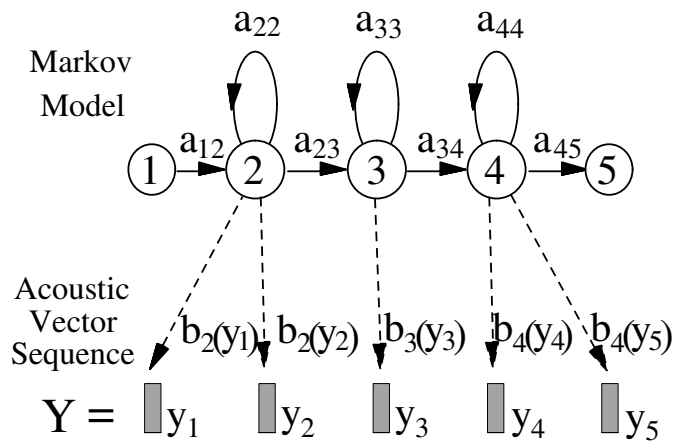 a₂₂ a₃₃ a₄₄
Markov
Model
a₁₂ a₂₃ a₃₄ a₄₅
1 2 3 4 5
Acoustic
Vector
Sequence
b₂(y₁) b₂(y₂) b₃(y₃) b₄(y₄) b₄(y₅)
Y = y₁ y₂ y₃ y₄ y₅